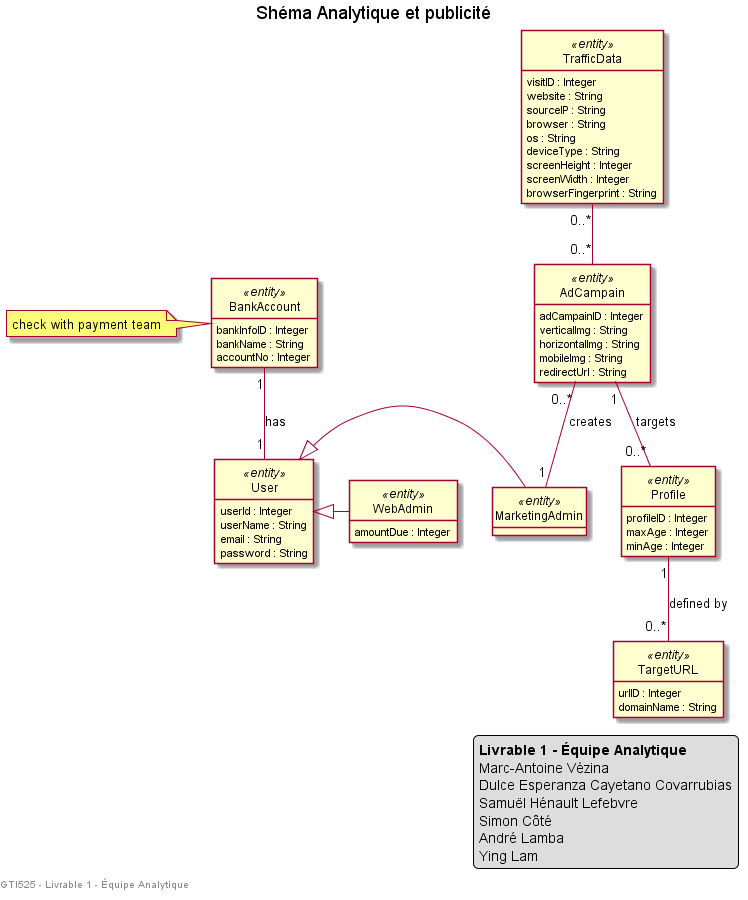 Shéma Analytique et publicité
«entity»
TrafficData
visitID : Integer
website : String
sourceIP : String
browser : String
os : String
deviceType : String
screenHeight : Integer
screenWidth : Integer
browserFingerprint : String
0..*
0..*
«entity»
AdCampain
adCampainID : Integer
verticalImg : String
horizontalImg : String
mobileImg : String
redirectUrl : String
«entity»
BankAccount
bankInfoID : Integer
bankName : String
accountNo : Integer
check with payment team
1
has
1
0..*
creates
1
1
targets
0..*
«entity»
User
userId : Integer
userName : String
email : String
password : String
«entity»
WebAdmin
amountDue : Integer
«entity»
MarketingAdmin
«entity»
Profile
profileID : Integer
maxAge : Integer
minAge : Integer
1
defined by
0..*
«entity»
TargetURL
urlID : Integer
domainName : String
Livrable 1 - Équipe Analytique
Marc-Antoine Vézina
Dulce Esperanza Cayetano Covarrubias
Samuël Hénault Lefebvre
Simon Côté
André Lamba
Ying Lam
GTI525 - Livrable 1 - Équipe Analytique